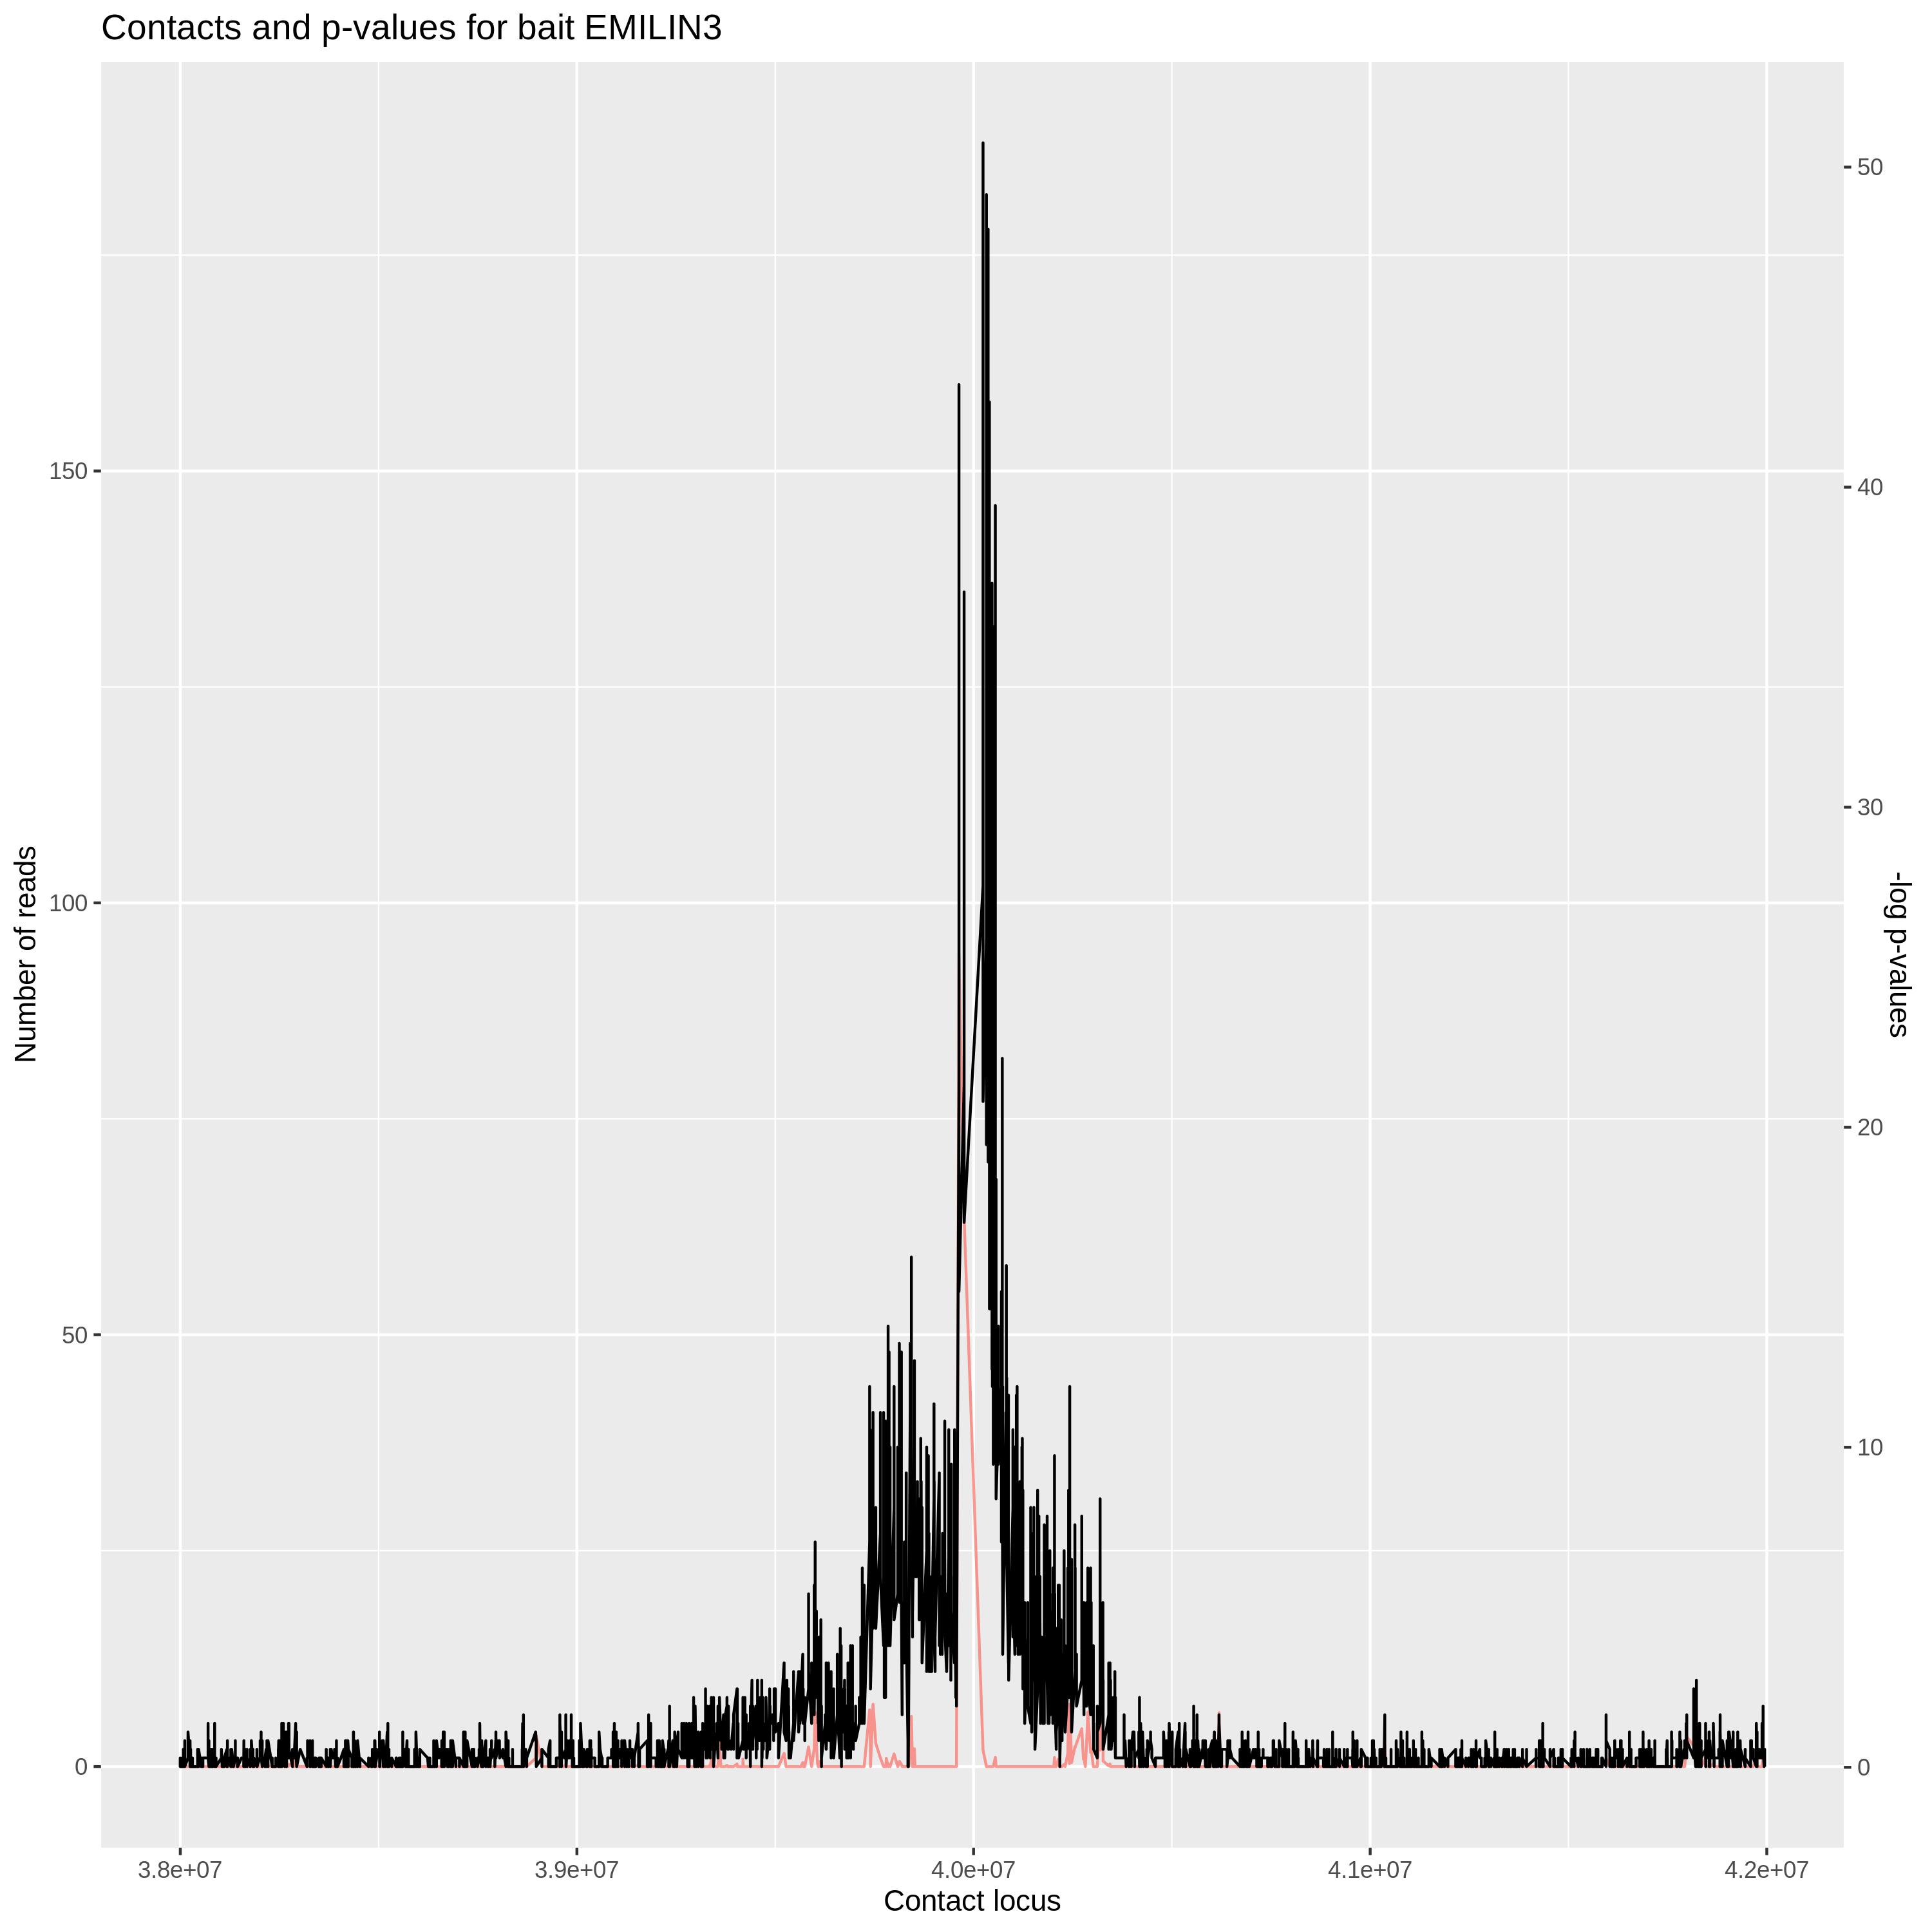 Contacts and p-values for bait EMILIN3
50
150
40
30
100
Number of reads
-log p-values
20
50
10
0
0
3.8e+07
3.9e+07
4.0e+07
4.1e+07
4.2e+07
Contact locus